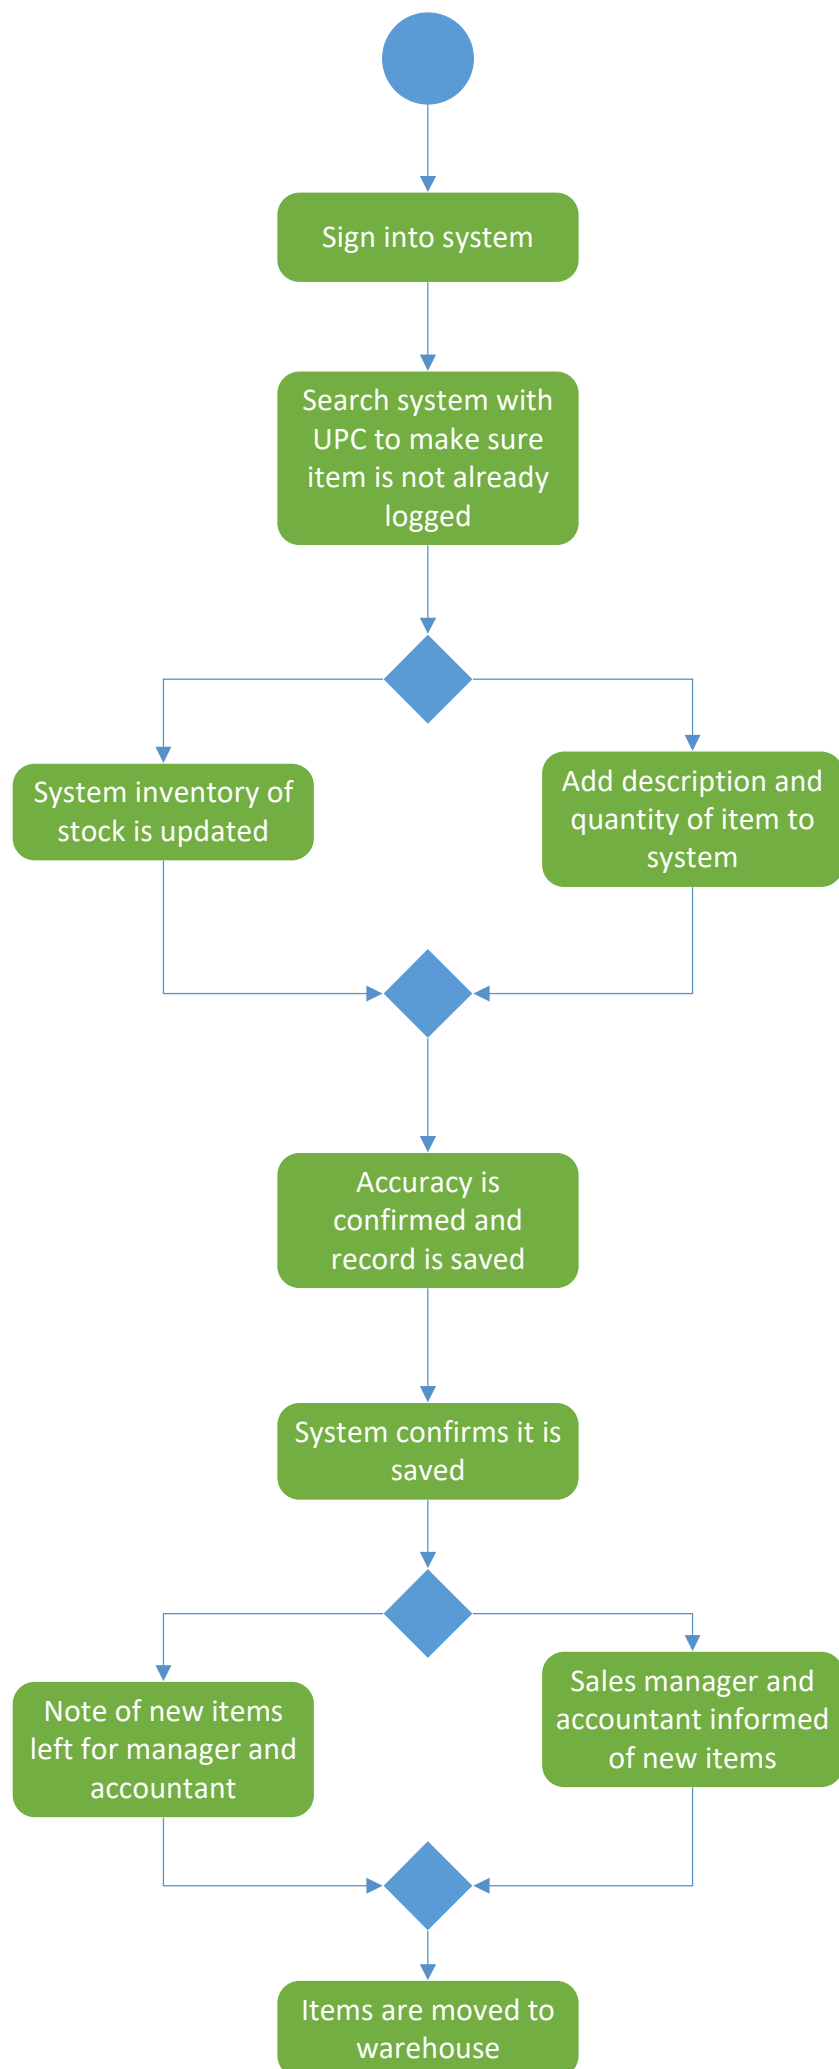 Sign into system
Search system with
UPC to make sure
item is not already
logged
System inventory of
stock is updated
Add description and
quantity of item to
system
Accuracy is
confirmed and
record is saved
System confirms it is
saved
Note of new items
left for manager and
accountant
Sales manager and
accountant informed
of new items
Items are moved to
warehouse